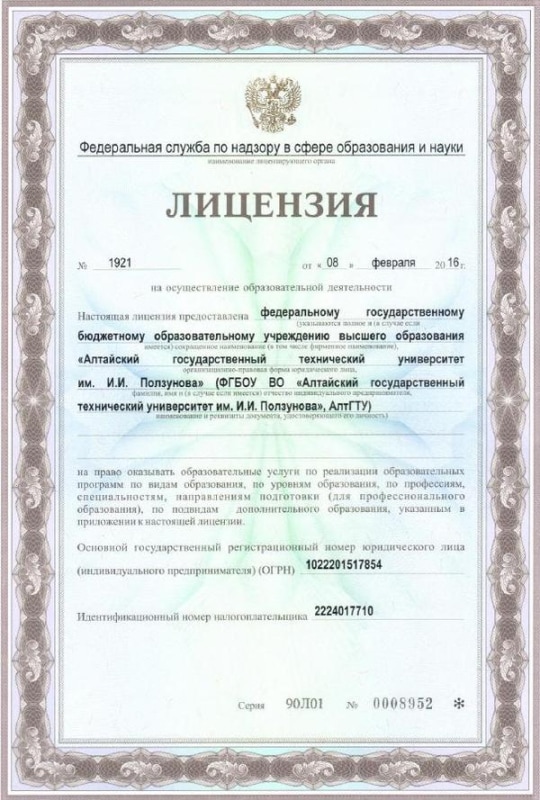 Федеральная служба по надзору в сфере образования и науки
наименование лицензирующего органа
ЛИЦЕНЗИЯ
№ 1921 от « 08 » февраля 2016 г.
на осуществление образовательной деятельности
Настоящая лицензия предоставлена федеральному государственному
(указываются полное и (в случае если
бюджетному образовательному учреждению высшего образования
имеется) сокращенное наименование (в том числе фирменное наименование),
«Алтайский государственный технический университет
организационно-правовая форма юридического лица,
им. И.И. Ползунова» (ФГБОУ ВО «Алтайский государственный
фамилия, имя и (в случае если имеется) отчество индивидуального предпринимателя,
технический университет им. И.И. Ползунова», АлтГТУ)
наименование и реквизиты документа, удостоверяющего его личность)
на право оказывать образовательные услуги по реализации образовательных
программ по видам образования, по уровням образования, по профессиям,
специальностям, направлениям подготовки (для профессионального
образования), по подвидам дополнительного образования, указанным в
приложении к настоящей лицензии.
Основной государственный регистрационный номер юридического лица
(индивидуального предпринимателя) (ОГРН) 1022201517854
Идентификационный номер налогоплательщика 2224017710
Серия 90Л01 № 0008952 *